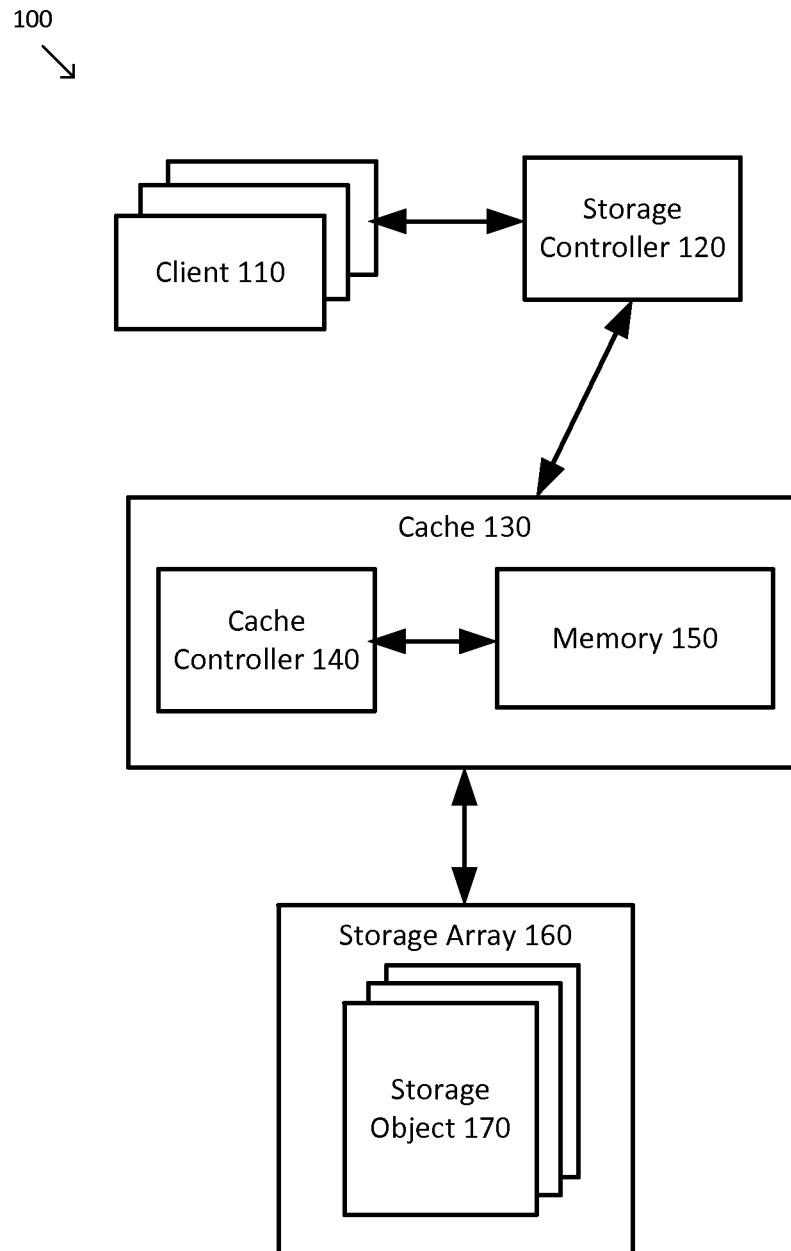 100
Client 110
Storage
Controller 120
Cache 130
Cache
Controller 140
Memory 150
Storage Array 160
Storage
Object 170